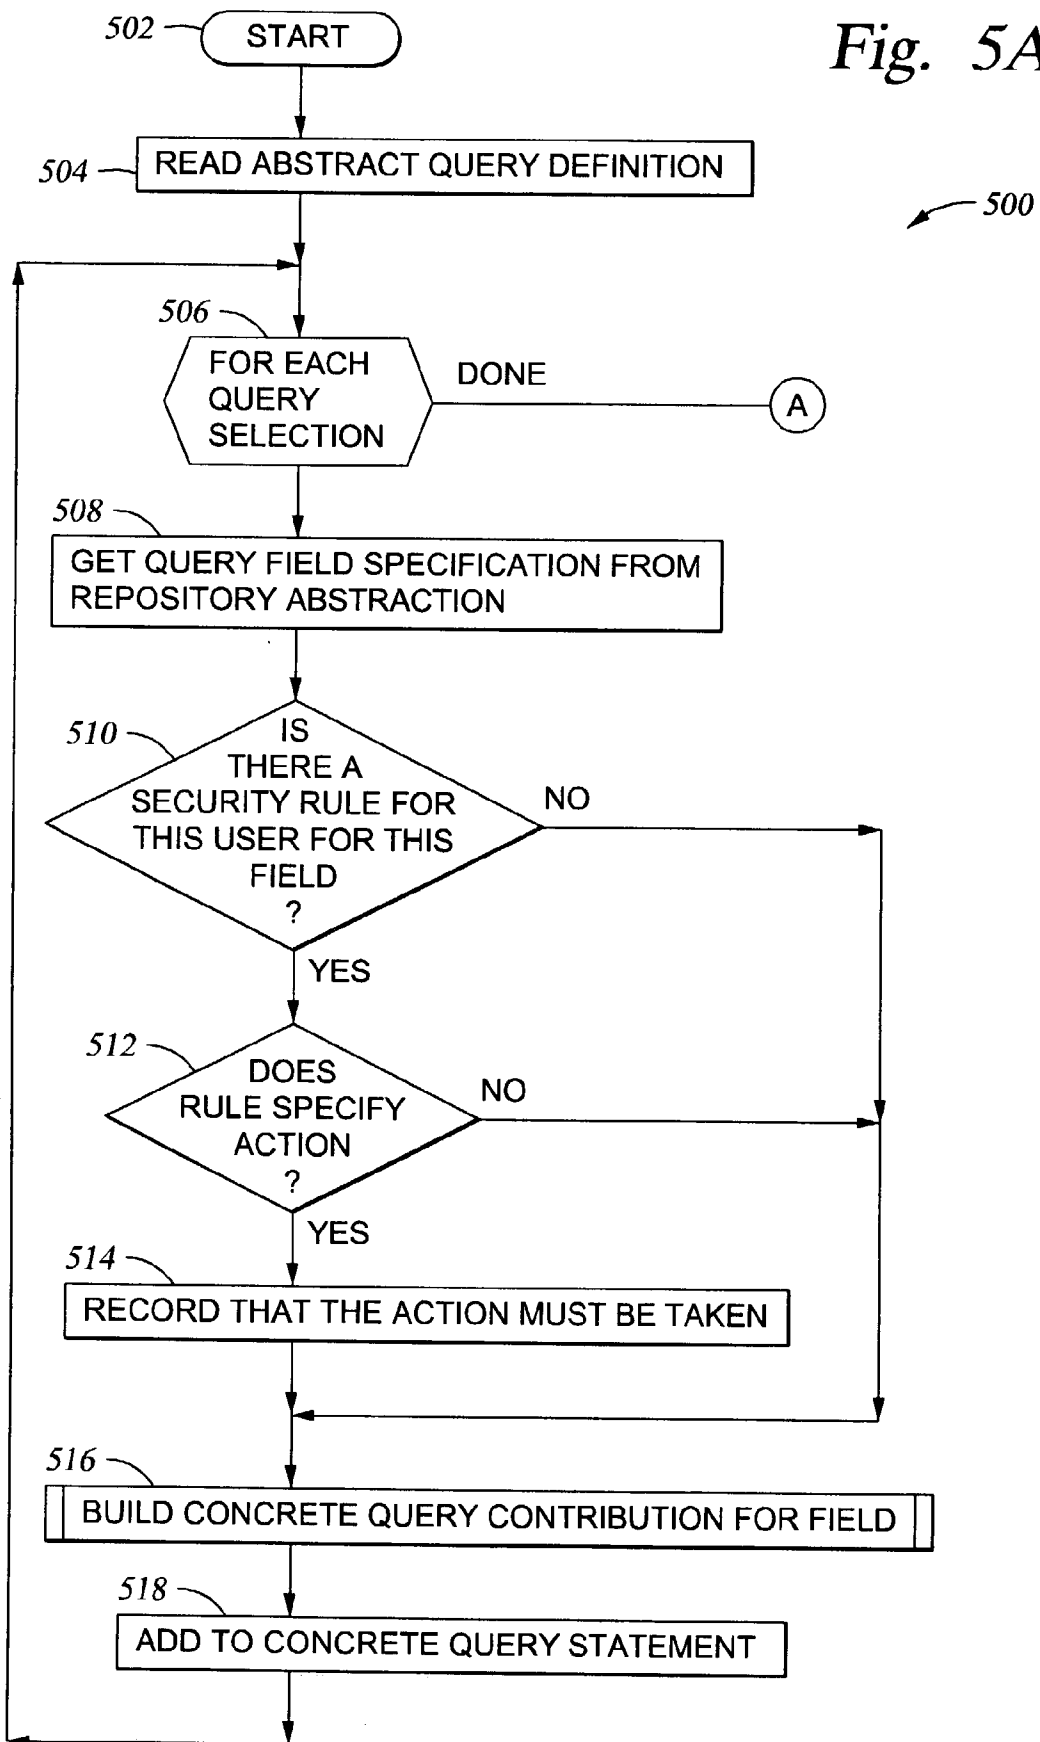 Fig. 5A
502
START
504
READ ABSTRACT QUERY DEFINITION
500
506
FOR EACH
QUERY
SELECTION
DONE
A
508
GET QUERY FIELD SPECIFICATION FROM
REPOSITORY ABSTRACTION
510
IS
THERE A
SECURITY RULE FOR
THIS USER FOR THIS
FIELD
?
NO
YES
512
DOES
RULE SPECIFY
ACTION
?
NO
YES
514
RECORD THAT THE ACTION MUST BE TAKEN
516
BUILD CONCRETE QUERY CONTRIBUTION FOR FIELD
518
ADD TO CONCRETE QUERY STATEMENT